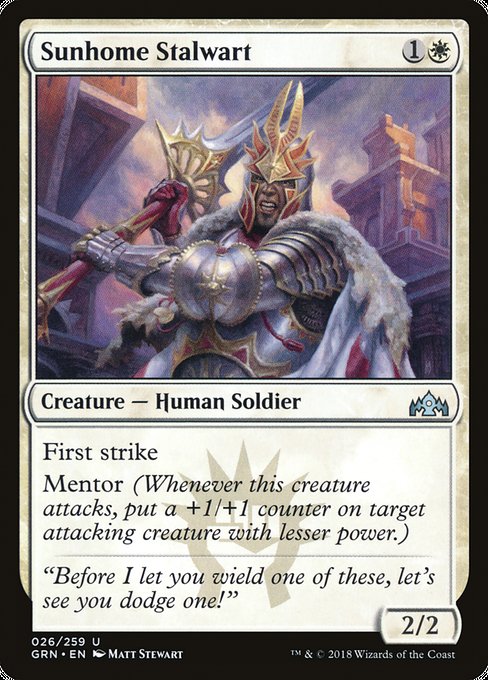 Sunhome Stalwart 1
Creature — Human Soldier
First strike
Mentor (Whenever this creature
attacks, put a +1/+1 counter on target
attacking creature with lesser power.)
“Before I let you wield one of these, let’s
see you dodge one!”
2/2
026/259 U
GRN • EN Matt Stewart
™ & © 2018 Wizards of the Coast